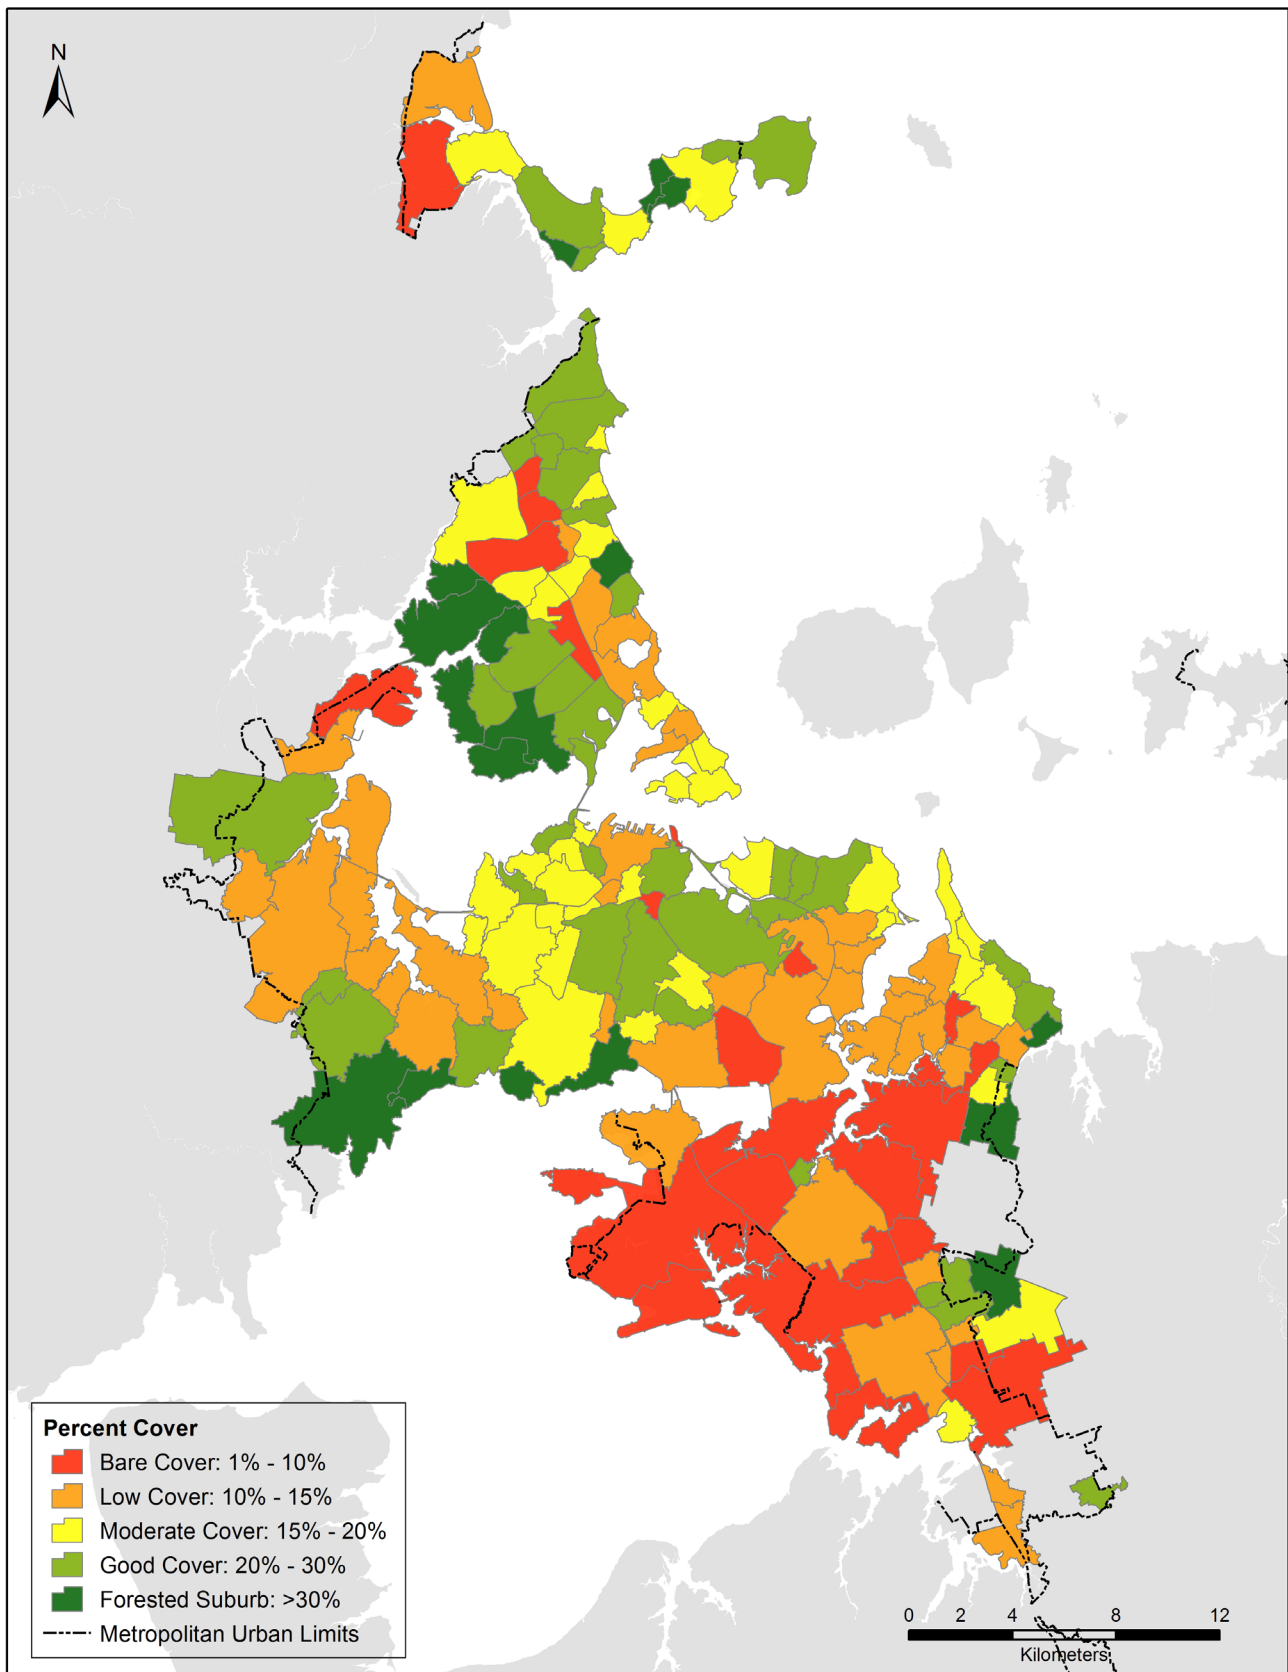 N
Percent Cover
Bare Cover: 1% - 10%
Low Cover: 10% - 15%
Moderate Cover: 15% - 20%
Good Cover: 20% - 30%
Forested Suburb: >30%
Metropolitan Urban Limits
0 2 4 8 12
Kilometers